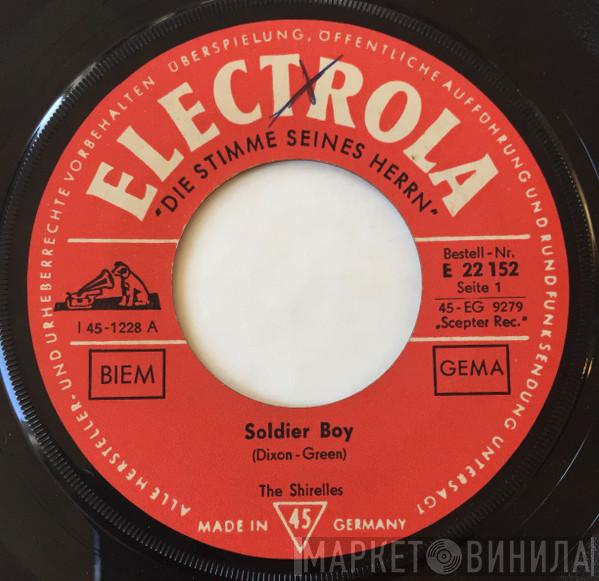 ALLE HERSTELLER- UND URHEBERRECHTE VORBEHALTEN ÜBERSPIELUNG, ÖFFENTLICHE AUFFÜHRUNG UND RUNDFUNKSENDUNG UNTERSAGT
ELECTROLA
"DIE STIMME SEINES HERRN"
Bestell-Nr.
E 22 152
Seite 1
45-EG 9279
„Scepter Rec."
I 45-1228 A
BIEM
GEMA
Soldier Boy
(Dixon-Green)
The Shirelles
MADE IN 45 GERMANY
МАРКЕТ ВИНИЛА